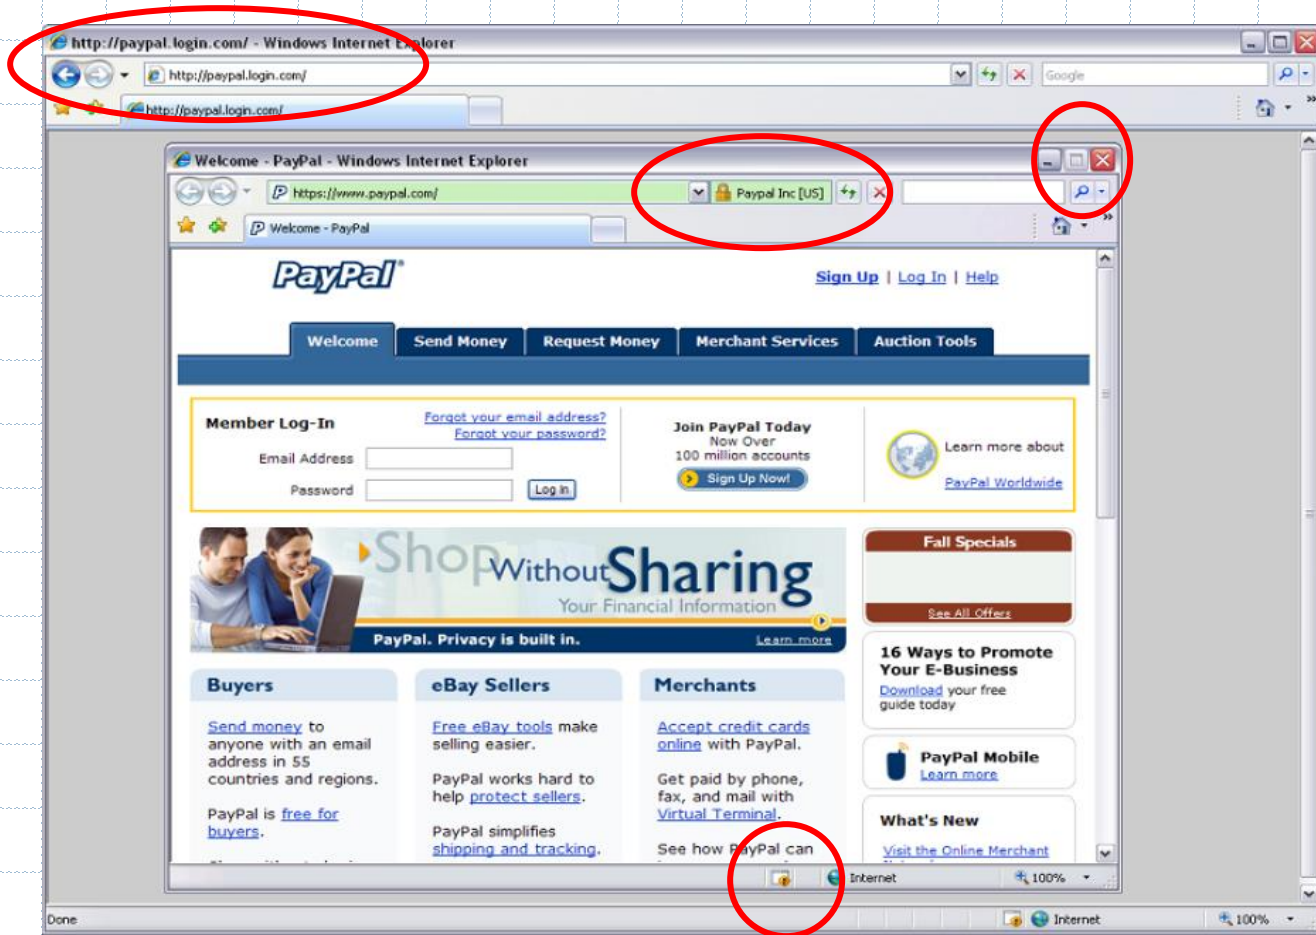 http://paypal.login.com/ - Windows Internet Explorer
http://paypal.login.com/
Google
http://paypal.login.com/
Welcome - PayPal - Windows Internet Explorer
https://www.paypal.com/
Paypal Inc [US]
Welcome - PayPal
PayPal®
Sign Up | Log In | Help
Welcome
Send Money
Request Money
Merchant Services
Auction Tools
Member Log-In
Forgot your email address?
Forgot your password?
Email Address
Password
Log In
Join PayPal Today
Now Over
100 million accounts
Sign Up Now!
Learn more about
PayPal Worldwide
Shop Without Sharing
Your Financial Information
PayPal. Privacy is built in.
Learn more
Fall Specials
See All Offers
16 Ways to Promote
Your E-Business
Download your free
guide today
PayPal Mobile
Learn more
What's New
Visit the Online Merchant
Buyers
Send money to
anyone with an email
address in 55
countries and regions.
PayPal is free for
buyers.
eBay Sellers
Free eBay tools make
selling easier.
PayPal works hard to
help protect sellers.
PayPal simplifies
shipping and tracking.
Merchants
Accept credit cards
online with PayPal.
Get paid by phone,
fax, and mail with
Virtual Terminal.
See how PayPal can
Internet
100%
Done
Internet
100%